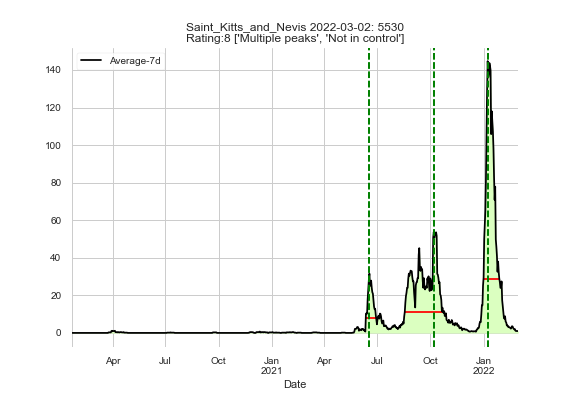 Saint_Kitts_and_Nevis 2022-03-02: 5530
Rating:8 ['Multiple peaks', 'Not in control']
Average-7d
140
120
100
80
60
40
20
0
Apr Jul Oct Jan Apr Jul Oct Jan
2021 2022
Date